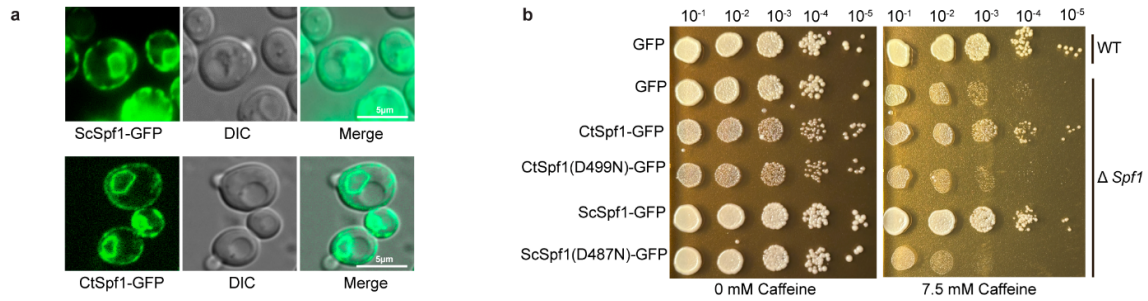 a
5μm
ScSpf1-GFP DIC Merge
5μm
CtSpf1-GFP DIC Merge
b
10-1 10-2 10-3 10-4 10-5 10-1 10-2 10-3 10-4 10-5
GFP
WT
GFP
CtSpf1-GFP
CtSpf1(D499N)-GFP
Δ Spf1
ScSpf1-GFP
ScSpf1(D487N)-GFP
0 mM Caffeine 7.5 mM Caffeine